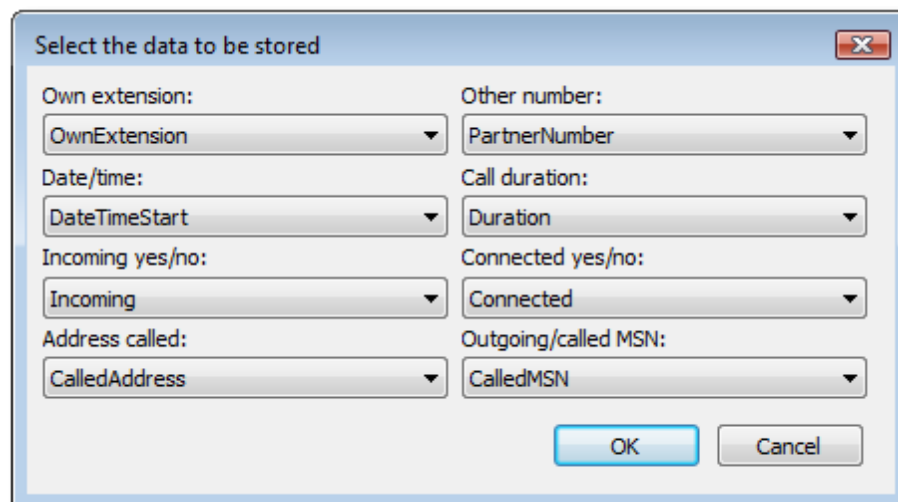 Select the data to be stored
Own extension: Other number:
OwnExtension PartnerNumber
Date/time: Call duration:
DateTimeStart Duration
Incoming yes/no: Connected yes/no:
Incoming Connected
Address called: Outgoing/called MSN:
CalledAddress CalledMSN
OK Cancel